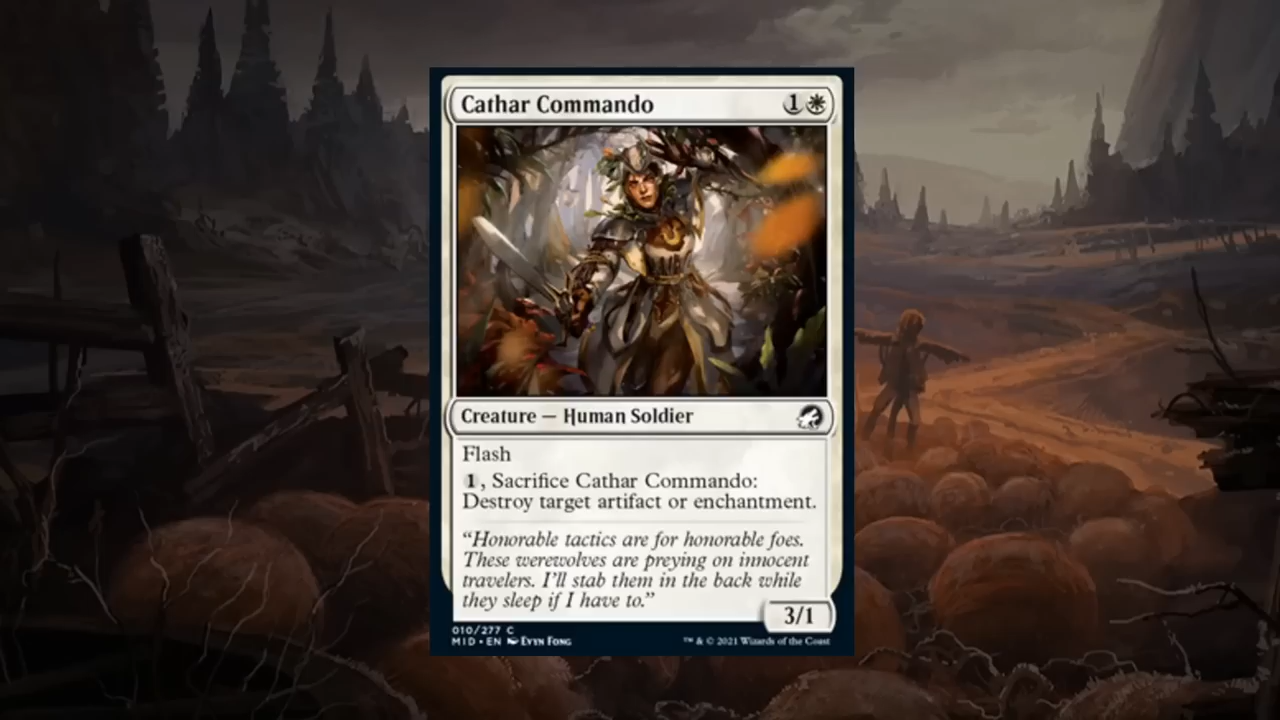 Cathar Commando 1
Creature — Human Soldier
Flash
1, Sacrifice Cathar Commando:
Destroy target artifact or enchantment.
“Honorable tactics are for honorable foes.
These werewolves are preying on innocent
travelers. I’ll stab them in the back while
they sleep if I have to.”
3/1
010/277 C
MID • EN Evyn Fong
™ & © 2021 Wizards of the Coast